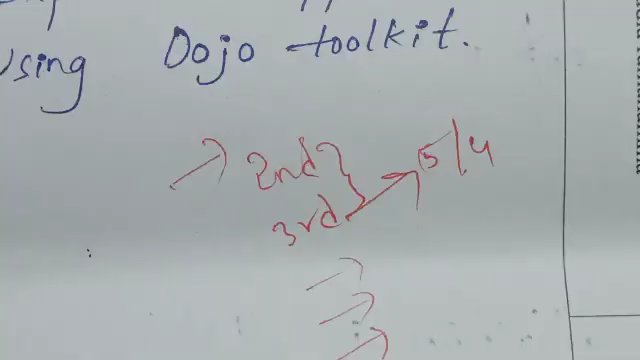 using Dojo toolkit.
→ 2nd } → 5/4
3rd